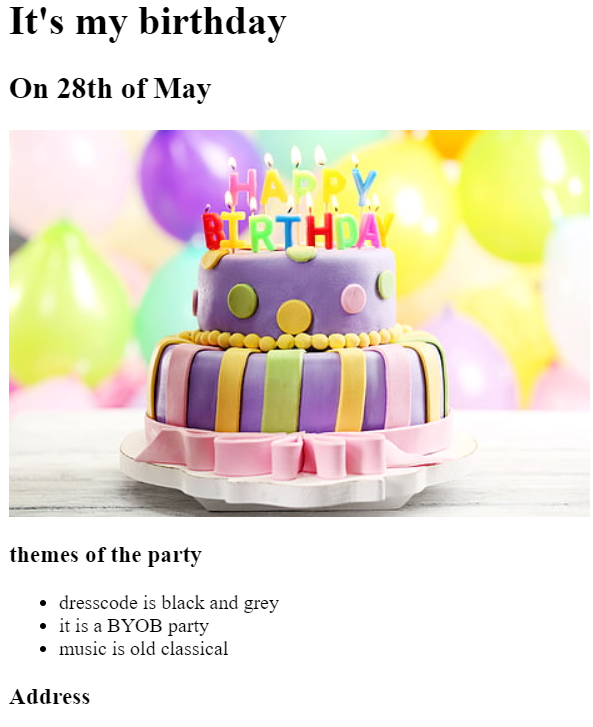 It's my birthday
On 28th of May
HAPPY
BIRTHDAY
themes of the party
dresscode is black and grey
it is a BYOB party
music is old classical
Address